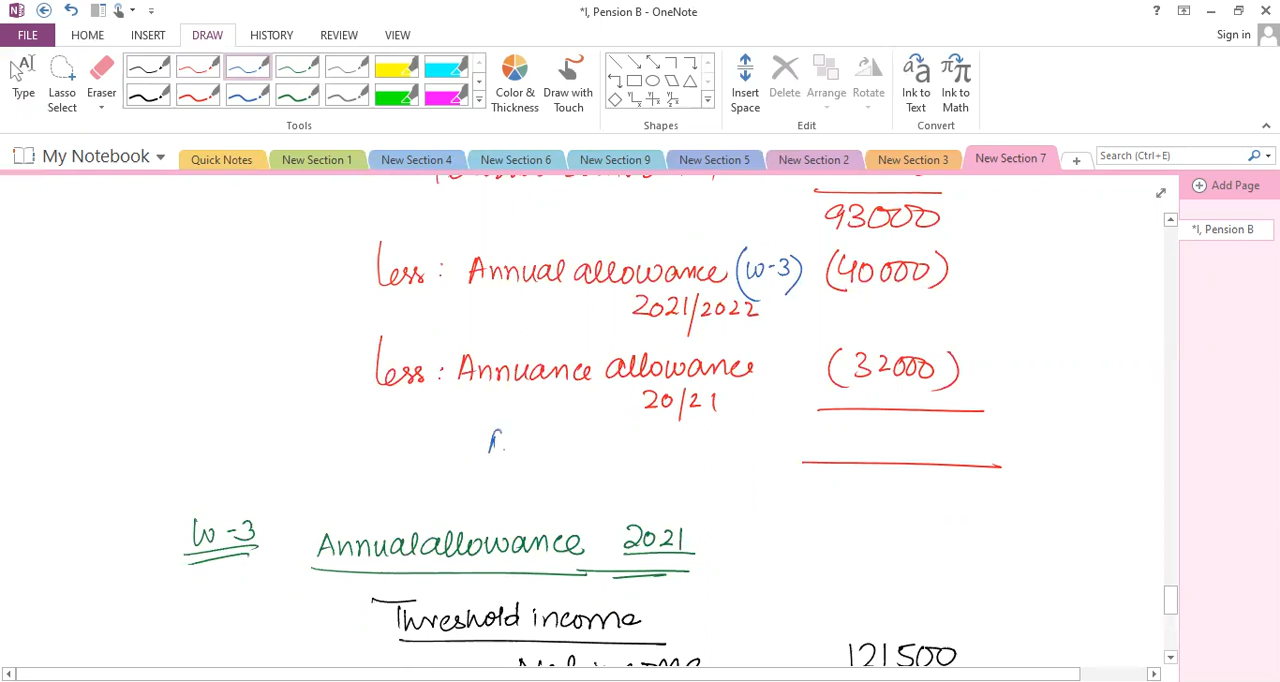 *I, Pension B - OneNote
FILE HOME INSERT DRAW HISTORY REVIEW VIEW Sign in
Type Lasso Select Eraser Color & Thickness Draw with Touch Insert Space Delete Arrange Rotate Ink to Text Ink to Math
Tools Shapes Edit Convert
My Notebook Quick Notes New Section 1 New Section 4 New Section 6 New Section 9 New Section 5 New Section 2 New Section 3 New Section 7 Search (Ctrl+E)
Add Page
*I, Pension B
930000
Less : Annual allowance (W-3) (40000)
2021/2022
Less : Annuance allowance (32000)
20/21
W-3 Annual allowance 2021
Threshold income
121500